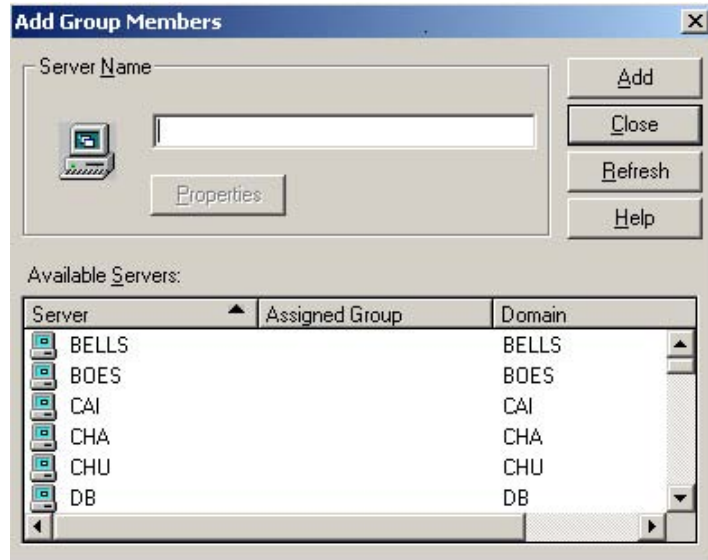 Add Group Members
Server Name
Add
Close
Properties
Refresh
Help
Available Servers:
Server Assigned Group Domain
BELLS BELLS
BOES BOES
CAI CAI
CHA CHA
CHU CHU
DB DB